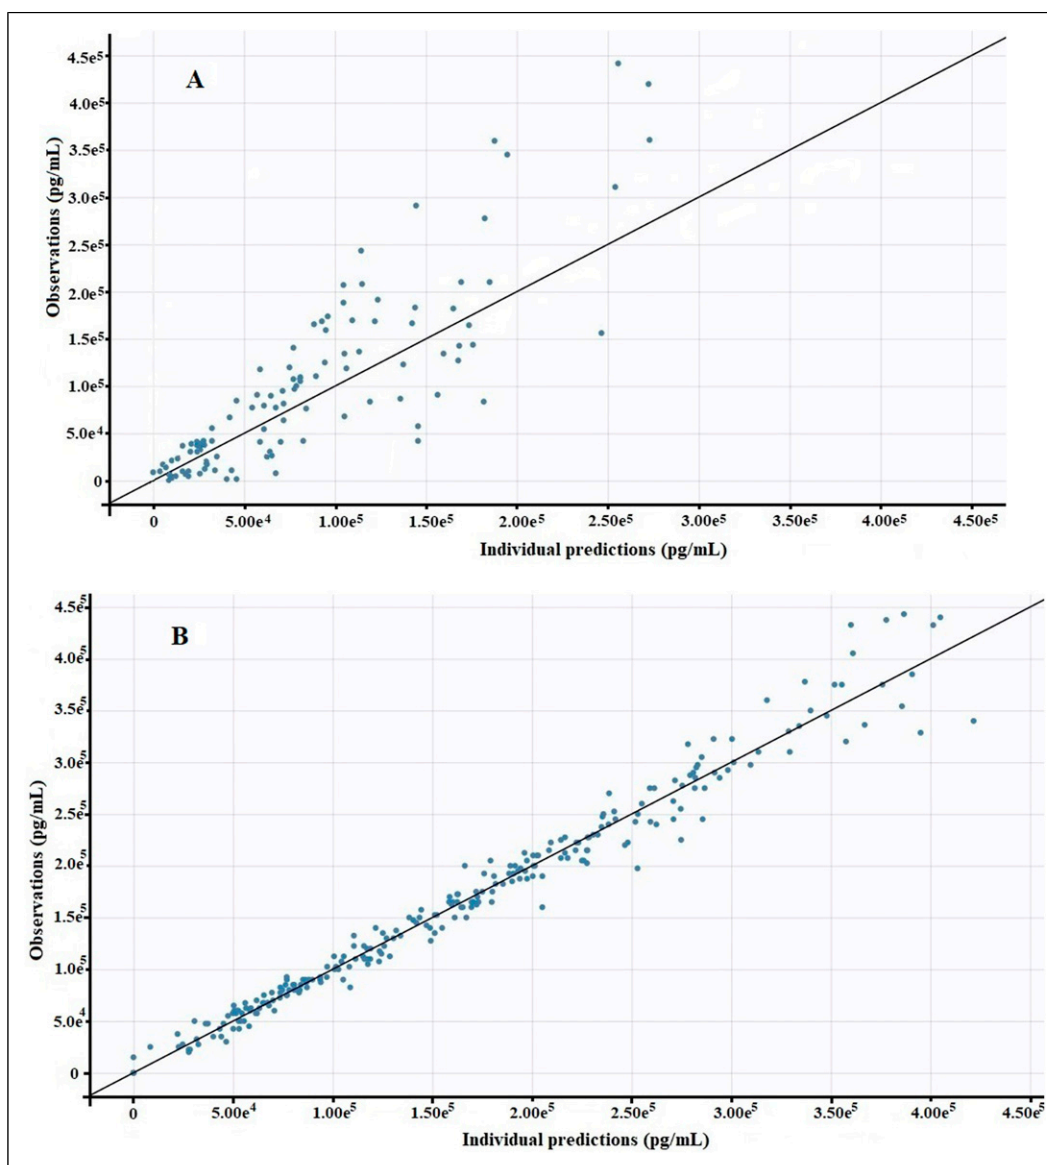 A
4.5e⁵
4.0e⁵
3.5e⁵
3.0e⁵
2.5e⁵
2.0e⁵
1.5e⁵
1.0e⁵
5.0e⁴
0
Observations (pg/mL)
0 5.00e⁴ 1.00e⁵ 1.50e⁵ 2.00e⁵ 2.50e⁵ 3.00e⁵ 3.50e⁵ 4.00e⁵ 4.50e⁵
Individual predictions (pg/mL)
B
4.5e⁵
4.0e⁵
3.5e⁵
3.0e⁵
2.5e⁵
2.0e⁵
1.5e⁵
1.0e⁵
5.0e⁴
0
Observations (pg/mL)
0 5.00e⁴ 1.00e⁵ 1.50e⁵ 2.00e⁵ 2.50e⁵ 3.00e⁵ 3.50e⁵ 4.00e⁵ 4.50e⁵
Individual predictions (pg/mL)